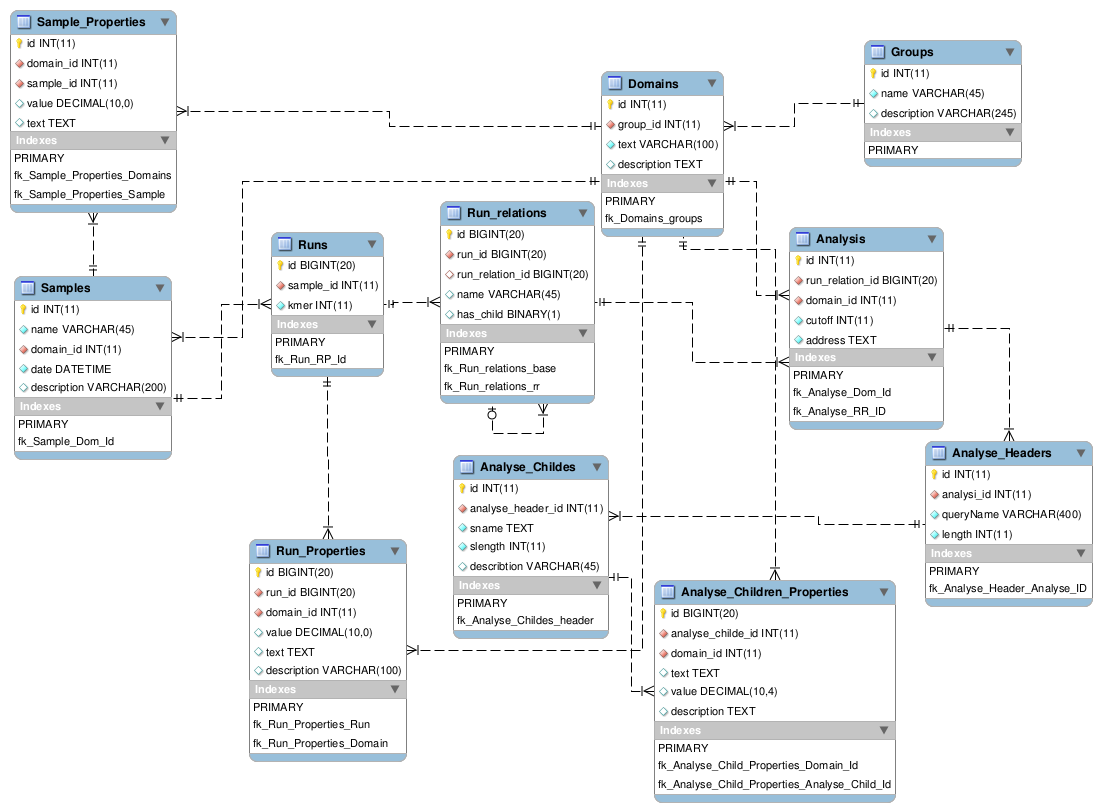 Sample_Properties
id INT(11)
domain_id INT(11)
sample_id INT(11)
value DECIMAL(10,0)
text TEXT
Indexes
PRIMARY
fk_Sample_Properties_Domains
fk_Sample_Properties_Sample
Groups
id INT(11)
name VARCHAR(45)
description VARCHAR(245)
Indexes
PRIMARY
Domains
id INT(11)
group_id INT(11)
text VARCHAR(100)
description TEXT
Indexes
PRIMARY
fk_Domains_groups
Run_relations
id BIGINT(20)
run_id BIGINT(20)
run_relation_id BIGINT(20)
name VARCHAR(45)
has_child BINARY(1)
Indexes
PRIMARY
fk_Run_relations_base
fk_Run_relations_rr
Runs
id BIGINT(20)
sample_id INT(11)
kmer INT(11)
Indexes
PRIMARY
fk_Run_RP_Id
Analysis
id INT(11)
run_relation_id BIGINT(20)
domain_id INT(11)
cutoff INT(11)
address TEXT
Indexes
PRIMARY
fk_Analyse_Dom_Id
fk_Analyse_RR_ID
Samples
id INT(11)
name VARCHAR(45)
domain_id INT(11)
date DATETIME
description VARCHAR(200)
Indexes
PRIMARY
fk_Sample_Dom_Id
Analyse_Headers
id INT(11)
analysi_id INT(11)
queryName VARCHAR(400)
length INT(11)
Indexes
PRIMARY
fk_Analyse_Header_Analyse_ID
Analyse_Childes
id INT(11)
analyse_header_id INT(11)
sname TEXT
slength INT(11)
describtion VARCHAR(45)
Indexes
PRIMARY
fk_Analyse_Childes_header
Run_Properties
id BIGINT(20)
run_id BIGINT(20)
domain_id INT(11)
value DECIMAL(10,0)
text TEXT
description VARCHAR(100)
Indexes
PRIMARY
fk_Run_Properties_Run
fk_Run_Properties_Domain
Analyse_Children_Properties
id BIGINT(20)
analyse_childe_id INT(11)
domain_id INT(11)
text TEXT
value DECIMAL(10,4)
description TEXT
Indexes
PRIMARY
fk_Analyse_Child_Properties_Domain_Id
fk_Analyse_Child_Properties_Analyse_Child_Id